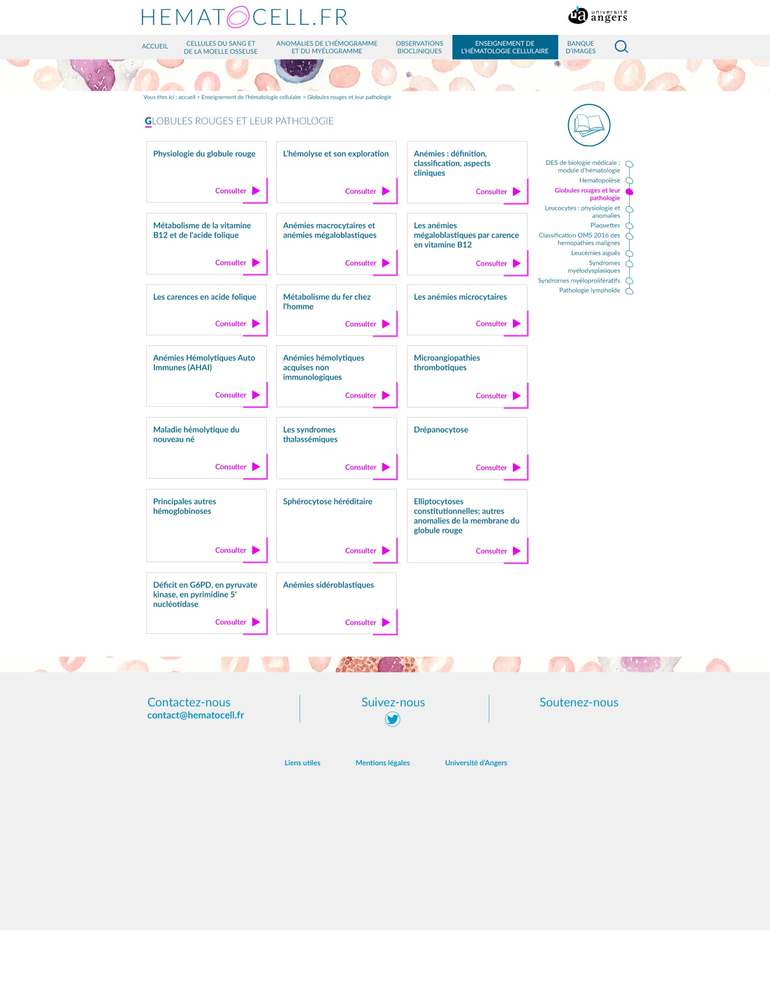 HEMATOCELL.FR
université
ua angers
ACCUEIL
CELLULES DU SANG ET
DE LA MOELLE OSSEUSE
ANOMALIES DE L'HÉMOGRAMME
ET DU MYÉLOGRAMME
OBSERVATIONS
BIOCLINIQUES
ENSEIGNEMENT DE
L'HÉMATOLOGIE CELLULAIRE
BANQUE
D'IMAGES
Vous êtes ici : accueil > Enseignement de l'hématologie cellulaire > Globules rouges et leur pathologie
GLOBULES ROUGES ET LEUR PATHOLOGIE
Physiologie du globule rouge
Consulter
L'hémolyse et son exploration
Consulter
Anémies : définition,
classification, aspects
cliniques
Consulter
Métabolisme de la vitamine
B12 et de l'acide folique
Consulter
Anémies macrocytaires et
anémies mégaloblastiques
Consulter
Les anémies
mégaloblastiques par carence
en vitamine B12
Consulter
Les carences en acide folique
Consulter
Métabolisme du fer chez
l'homme
Consulter
Les anémies microcytaires
Consulter
Anémies Hémolytiques Auto
Immunes (AHAI)
Consulter
Anémies hémolytiques
acquises non
immunologiques
Consulter
Microangiopathies
thrombotiques
Consulter
Maladie hémolytique du
nouveau né
Consulter
Les syndromes
thalassémiques
Consulter
Drépanocytose
Consulter
Principales autres
hémoglobinoses
Consulter
Sphérocytose héréditaire
Consulter
Elliptocytoses
constitutionnelles; autres
anomalies de la membrane du
globule rouge
Consulter
Déficit en G6PD, en pyruvate
kinase, en pyrimidine 5'
nucléotidase
Consulter
Anémies sidéroblastiques
Consulter
DES de biologie médicale :
module d'hématologie
Hematopoïèse
Globules rouges et leur
pathologie
Leucocytes : physiologie et
anomalies
Plaquettes
Classification OMS 2016 des
hemopathies malignes
Leucémies aiguës
Syndromes
myélodysplasiques
Syndromes myéloprolifératifs
Pathologie lymphoïde
Contactez-nous
contact@hematocell.fr
Suivez-nous
Soutenez-nous
Liens utiles
Mentions légales
Université d'Angers